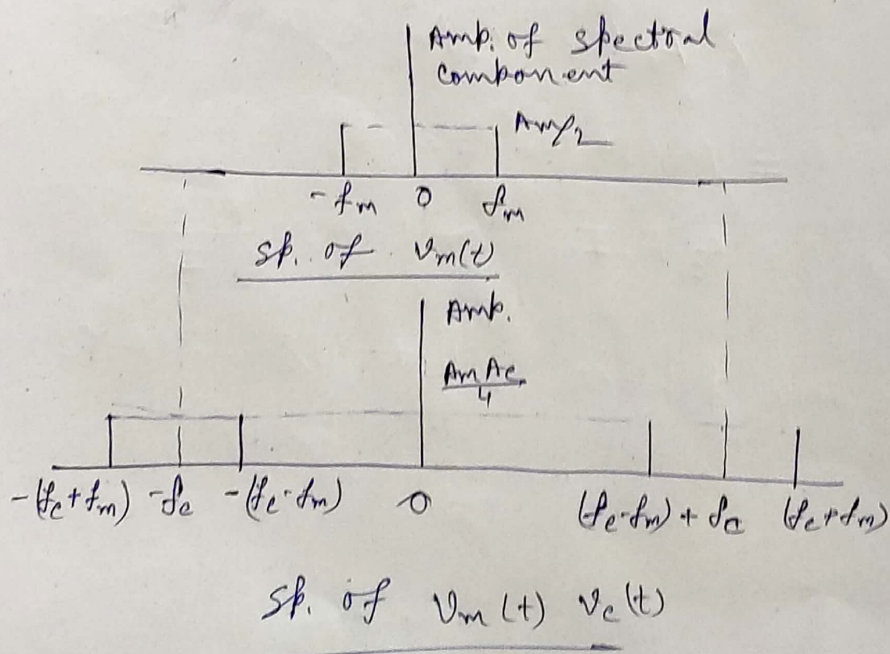 Amp. of spectral
component
Am/2
-fm 0 fm
sp. of vm(t)
Amp.
AmAc
4
-(fc+fm) -fc -(fc-fm) 0 (fc-fm) + fc (fc+fm)
sp. of vm(t) vc(t)